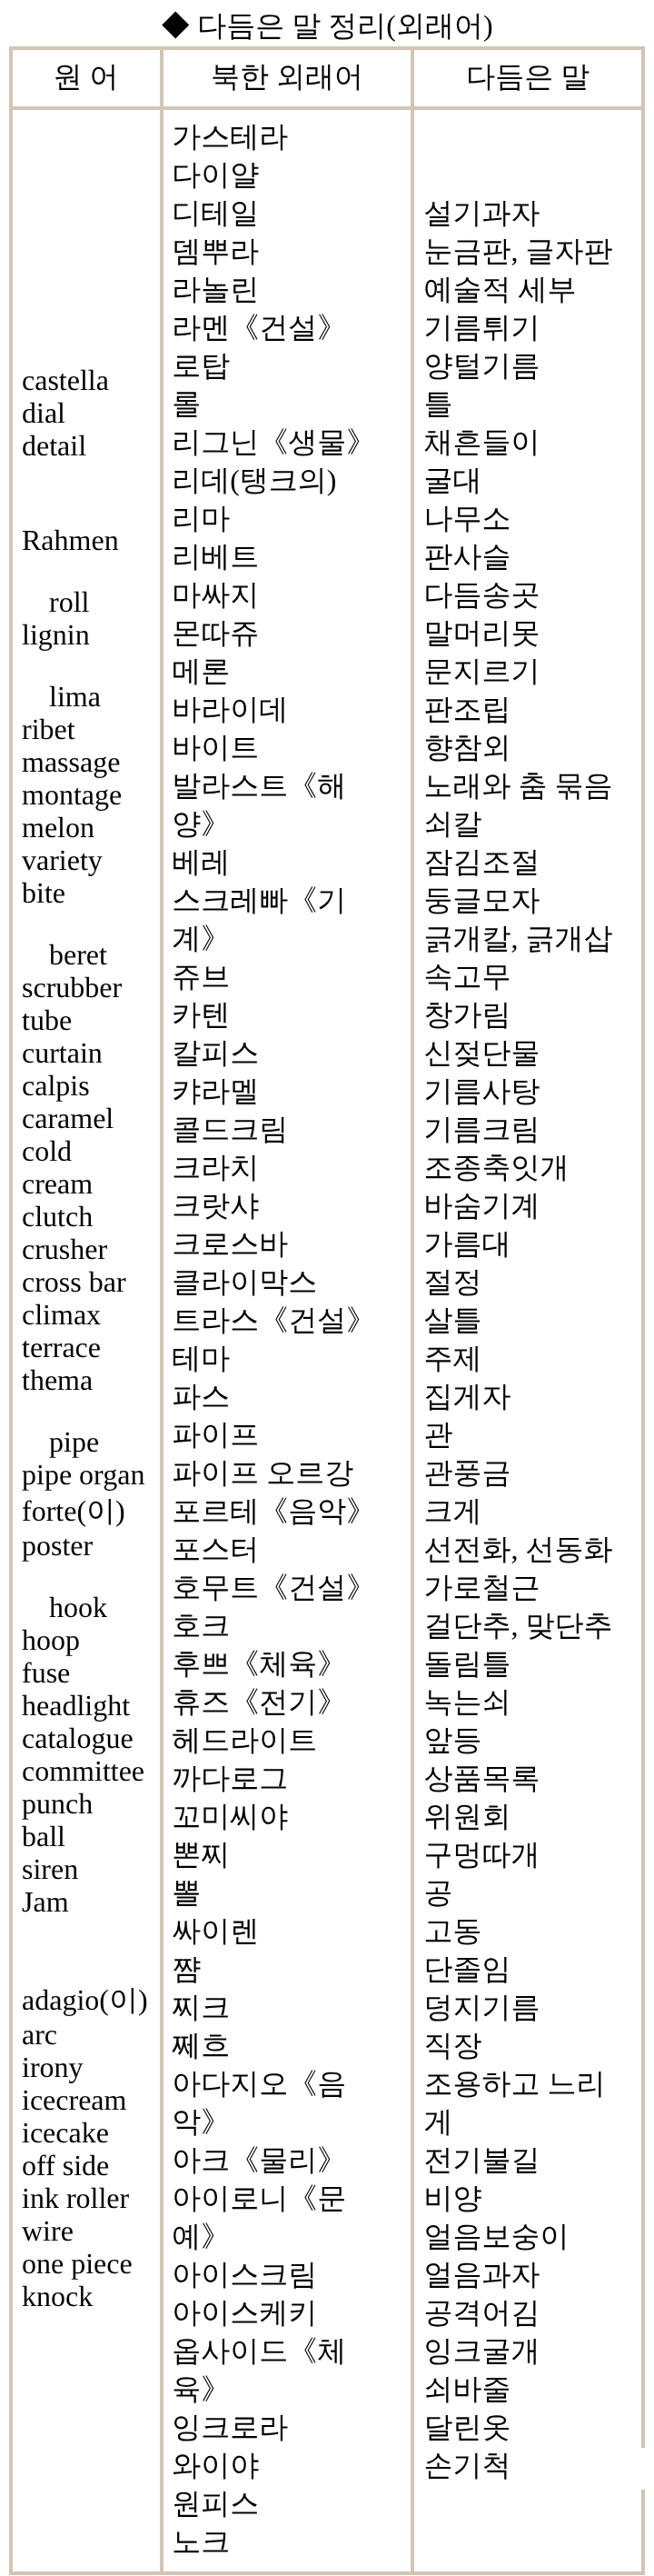 ◆ 다듬은 말 정리(외래어)
원 어
북한 외래어
다듬은 말
castella
dial
detail
Rahmen
roll
lignin
lima
ribet
massage
montage
melon
variety
bite
beret
scrubber
tube
curtain
calpis
caramel
cold
cream
clutch
crusher
cross bar
climax
terrace
thema
pipe
pipe organ
forte(이)
poster
hook
hoop
fuse
headlight
catalogue
committee
punch
ball
siren
Jam
adagio(이)
arc
irony
icecream
icecake
off side
ink roller
wire
one piece
knock
가스테라
다이얄
디테일
뎀뿌라
라놀린
라멘《건설》
로탑
롤
리그닌《생물》
리데(탱크의)
리마
리베트
마싸지
몬따쥬
메론
바라이데
바이트
발라스트《해
양》
베레
스크레빠《기
계》
쥬브
카텐
칼피스
캬라멜
콜드크림
크라치
크랏샤
크로스바
클라이막스
트라스《건설》
테마
파스
파이프
파이프 오르강
포르테《음악》
포스터
호무트《건설》
호크
후쁘《체육》
휴즈《전기》
헤드라이트
까다로그
꼬미씨야
뽄찌
뽈
싸이렌
쨤
찌크
쩨흐
아다지오《음
악》
아크《물리》
아이로니《문
예》
아이스크림
아이스케키
옵사이드《체
육》
잉크로라
와이야
원피스
노크
설기과자
눈금판, 글자판
예술적 세부
기름튀기
양털기름
틀
채흔들이
굴대
나무소
판사슬
다듬송곳
말머리못
문지르기
판조립
향참외
노래와 춤 묶음
쇠칼
잠김조절
둥글모자
긁개칼, 긁개삽
속고무
창가림
신젖단물
기름사탕
기름크림
조종축잇개
바숨기계
가름대
절정
살틀
주제
집게자
관
관풍금
크게
선전화, 선동화
가로철근
걸단추, 맞단추
돌림틀
녹는쇠
앞등
상품목록
위원회
구멍따개
공
고동
단졸임
덩지기름
직장
조용하고 느리
게
전기불길
비양
얼음보숭이
얼음과자
공격어김
잉크굴개
쇠바줄
달린옷
손기척